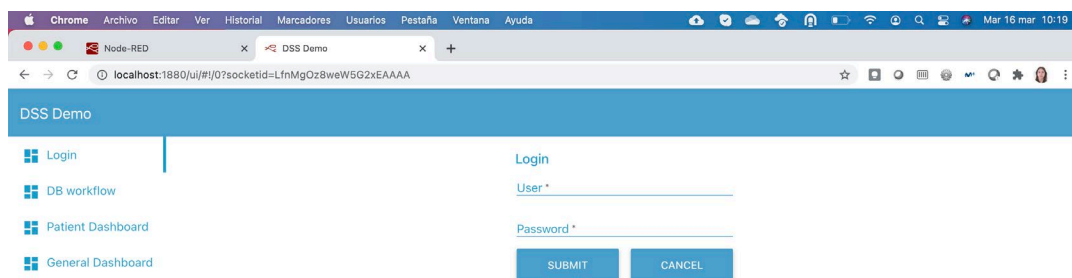 Chrome Archivo Editar Ver Historial Marcadores Usuarios Pestaña Ventana Ayuda Mar 16 mar 10:19
Node-RED DSS Demo
localhost:1880/ui/#!/0?socketid=LfnMgOz8weW5G2xEAAAA
DSS Demo
Login
DB workflow
Patient Dashboard
General Dashboard
Login
User *
Password *
SUBMIT CANCEL